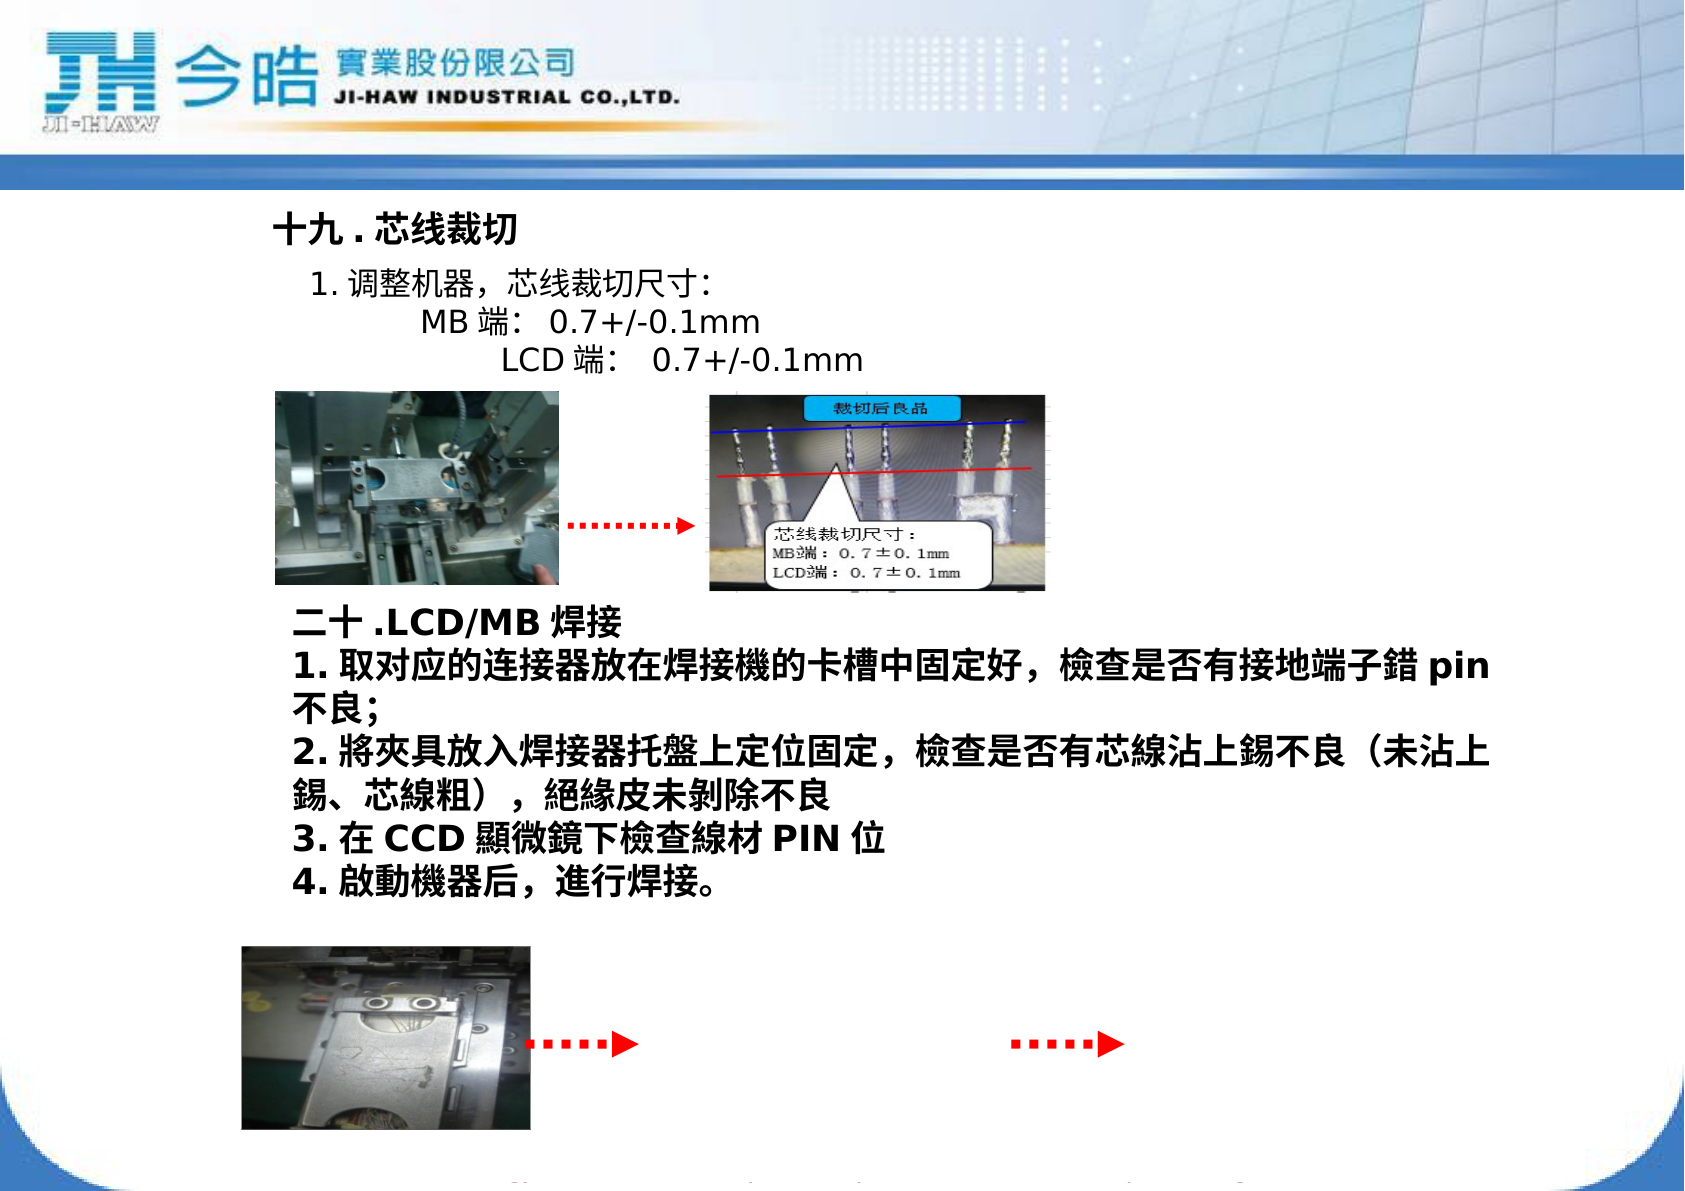 今皓 實業股份限公司
JI-HAW INDUSTRIAL CO.,LTD.
JI-HAW
十九 . 芯线裁切
1. 调整机器，芯线裁切尺寸：
MB 端： 0.7+/-0.1mm
LCD 端： 0.7+/-0.1mm
裁切后良品
芯线裁切尺寸：
MB端：0.7±0.1mm
LCD端：0.7±0.1mm
二十 .LCD/MB 焊接
1. 取对应的连接器放在焊接機的卡槽中固定好，檢查是否有接地端子錯 pin
不良；
2. 將夾具放入焊接器托盤上定位固定，檢查是否有芯線沾上錫不良（未沾上
錫、芯線粗），絕緣皮未剝除不良
3. 在 CCD 顯微鏡下檢查線材 PIN 位
4. 啟動機器后，進行焊接。